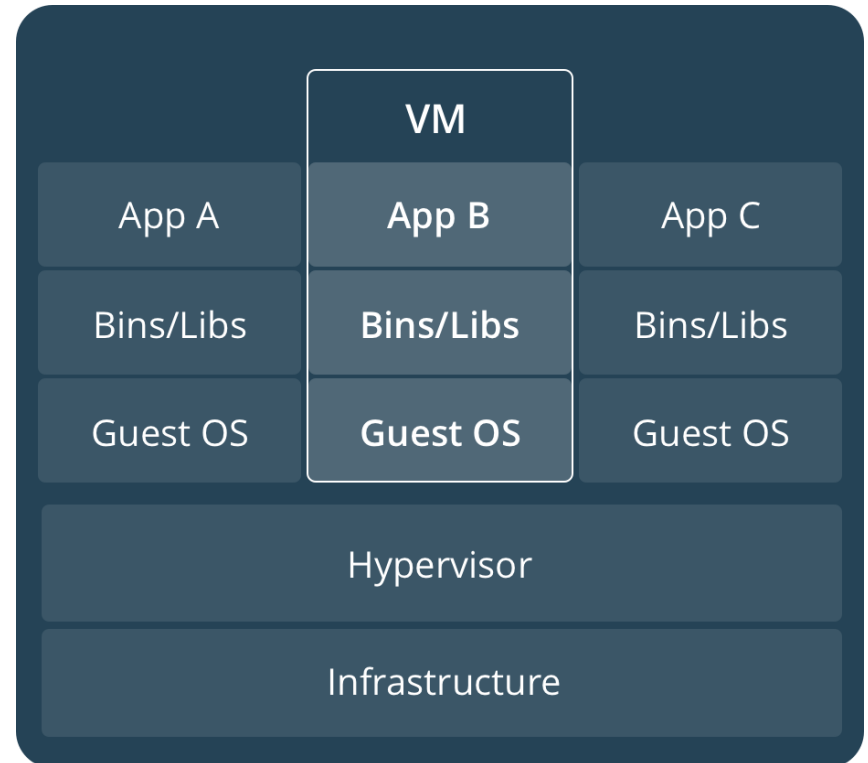 VM
App A
App B
App C
Bins/Libs
Bins/Libs
Bins/Libs
Guest OS
Guest OS
Guest OS
Hypervisor
Infrastructure